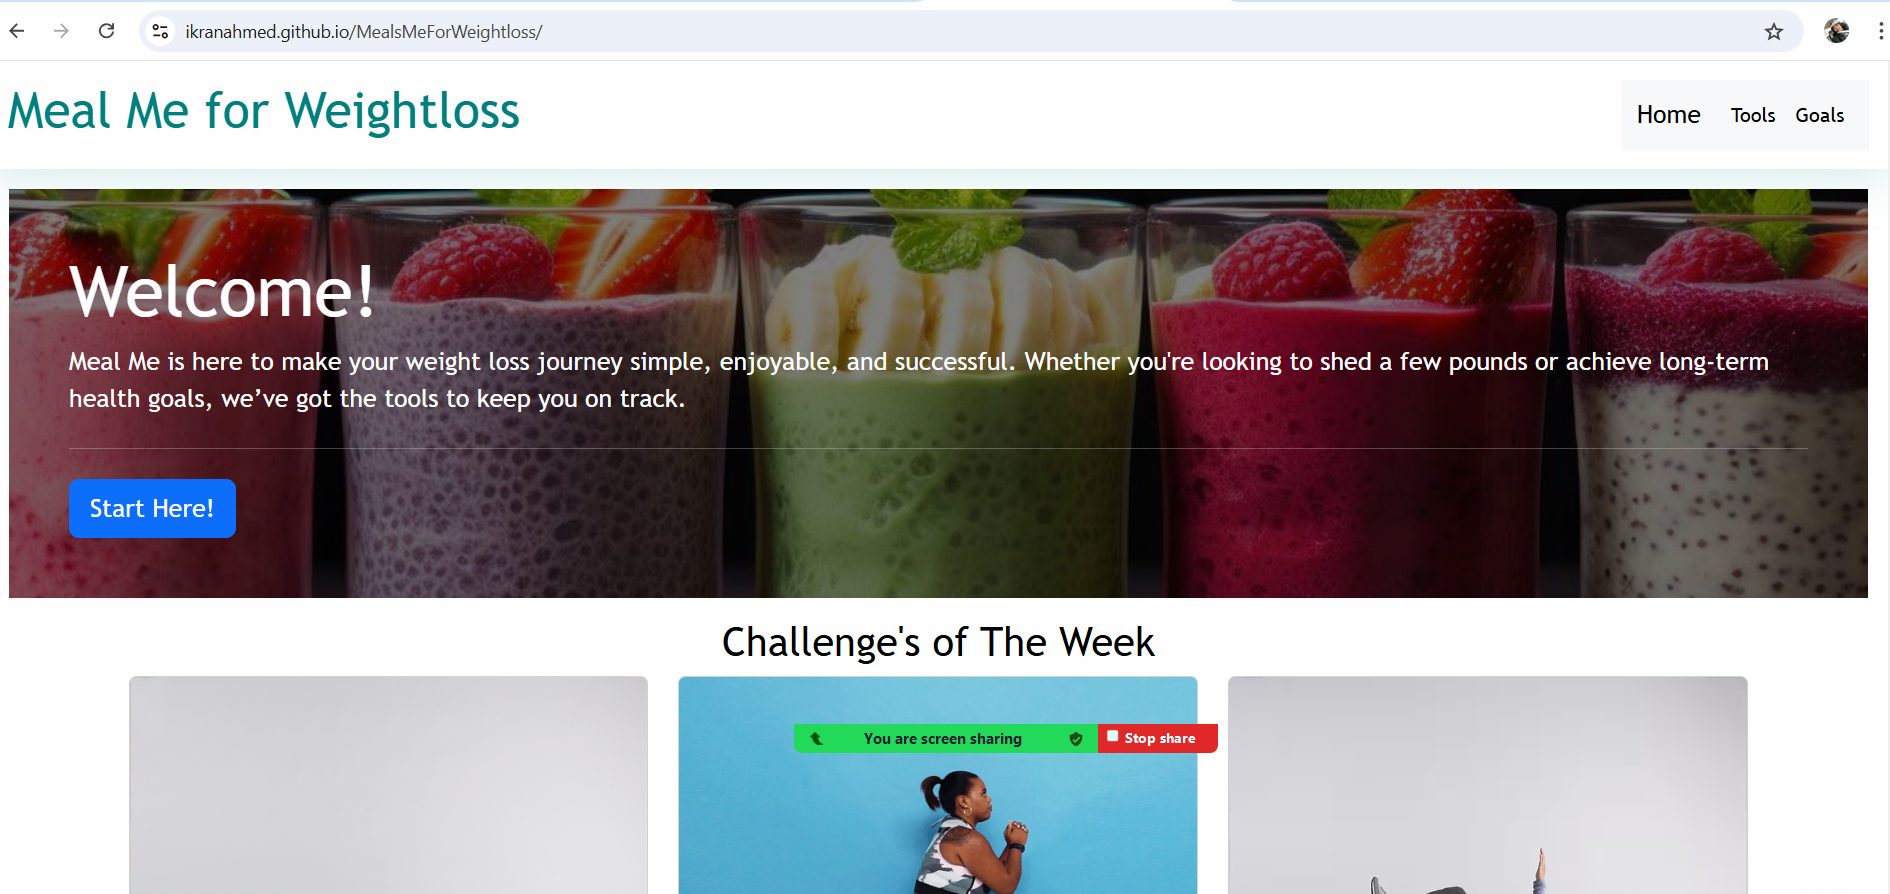 ikranahmed.github.io/MealsMeForWeightloss/
Meal Me for Weightloss
Home Tools Goals
Welcome!
Meal Me is here to make your weight loss journey simple, enjoyable, and successful. Whether you're looking to shed a few pounds or achieve long-term
health goals, we’ve got the tools to keep you on track.
Start Here!
Challenge's of The Week
You are screen sharing Stop share